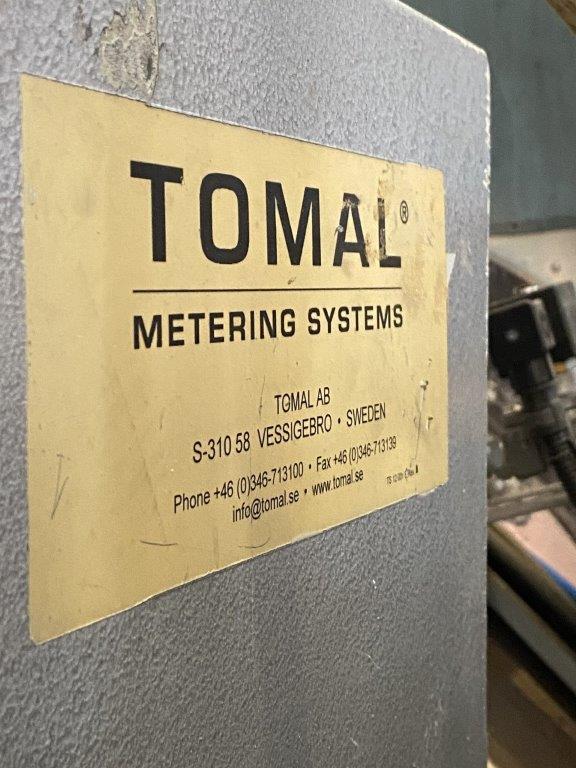 TOMAL®
METERING SYSTEMS
TOMAL AB
S-310 58 VESSIGEBRO • SWEDEN
Phone +46 (0)346-713100 • Fax +46 (0)346-713139
info@tomal.se • www.tomal.se